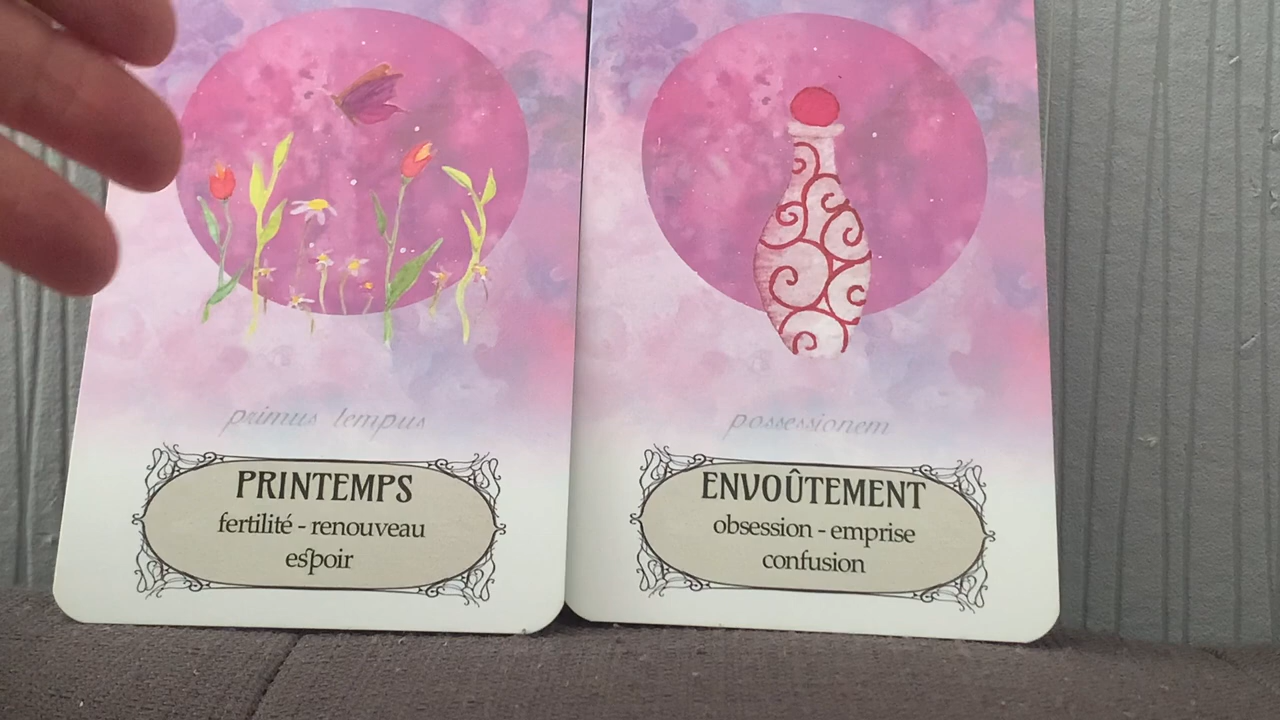 primus tempus
PRINTEMPS
fertilité - renouveau
espoir
possessionem
ENVOÛTEMENT
obsession - emprise
confusion